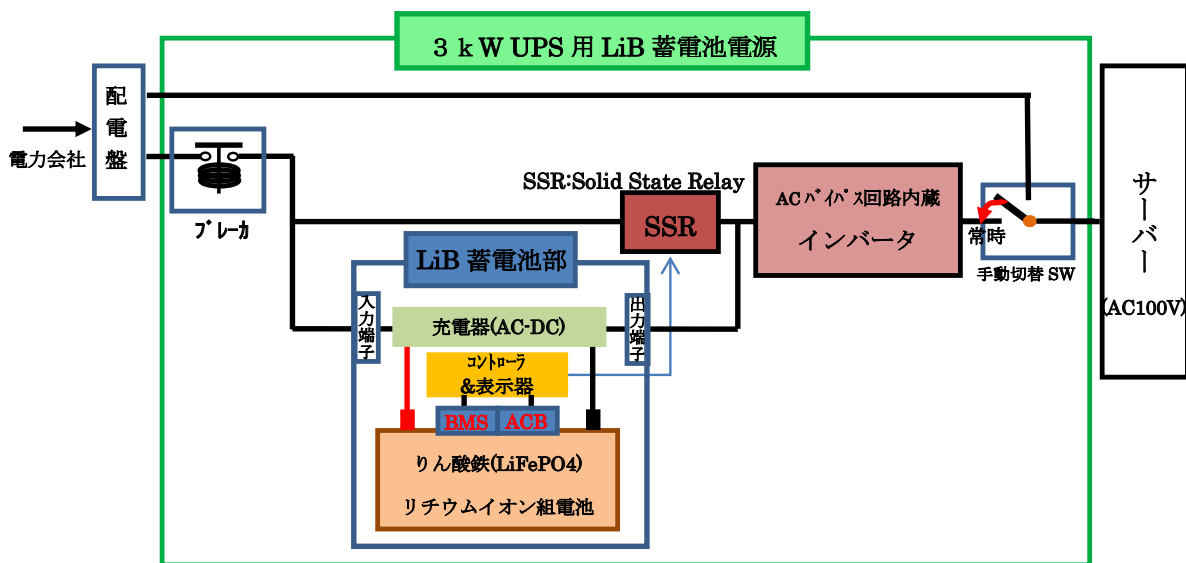 ３ｋW UPS 用 LiB 蓄電池電源
配電盤
電力会社
ﾌﾞﾚｰｶ
SSR:Solid State Relay
SSR
ACﾊﾞｲﾊﾟｽ回路内蔵
インバータ
常時
手動切替 SW
サーバー
(AC100V)
LiB 蓄電池部
入力端子
充電器(AC-DC)
出力端子
ｺﾝﾄﾛｰﾗ
&表示器
BMS
ACB
りん酸鉄(LiFePO4)
リチウムイオン組電池